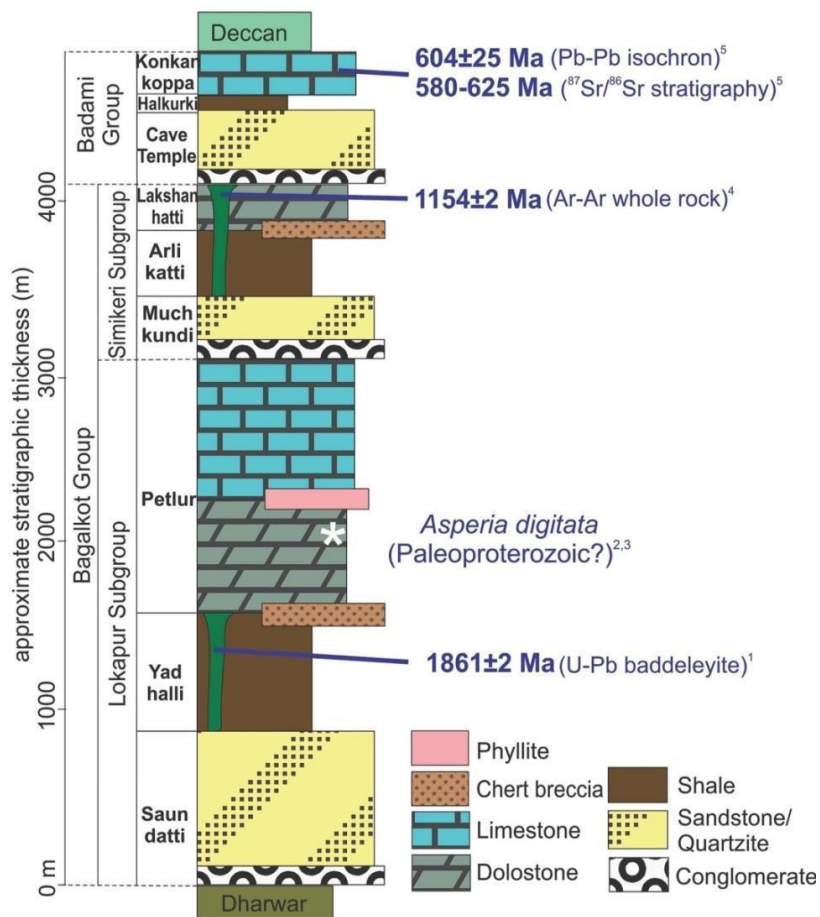 Deccan
Konkan
koppa
Halkurki
Cave
Temple
Badami
Group
604±25 Ma (Pb-Pb isochron)⁵
580-625 Ma (⁸⁷Sr/⁸⁶Sr stratigraphy)⁵
4000
Lakshan
hatti
1154±2 Ma (Ar-Ar whole rock)⁴
Arli
katti
Much
kundi
Simikeri Subgroup
3000
Petlur
Bagalkot Group
Lokapur Subgroup
approximate stratigraphic thickness (m)
2000
*
Asperia digitata
(Paleoproterozoic?)²,³
Yad
halli
1861±2 Ma (U-Pb baddeleyite)¹
1000
Saun
datti
0 m
Dharwar
Phyllite
Chert breccia
Limestone
Dolostone
Shale
Sandstone/
Quartzite
Conglomerate